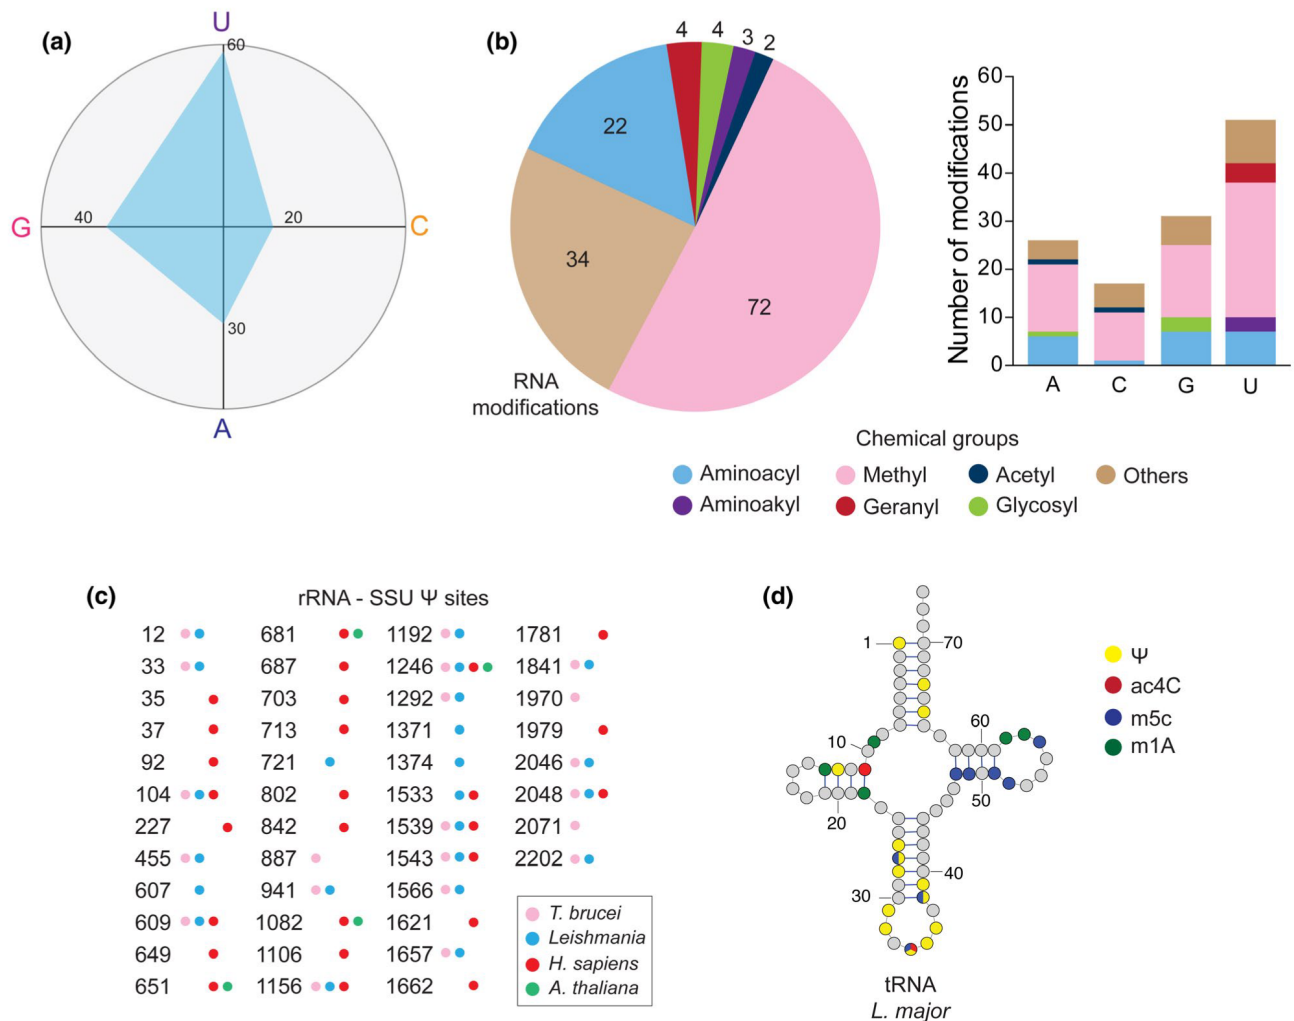 (a)
U
60
G
40
20
C
30
A
(b)
4
4
3
2
22
34
72
RNA
modifications
Number of modifications
60
50
40
30
20
10
0
A
C
G
U
Chemical groups
Aminoacyl
Methyl
Acetyl
Others
Aminoakyl
Geranyl
Glycosyl
(c)
rRNA - SSU Ψ sites
12
33
35
37
92
104
227
455
607
609
649
651
681
687
703
713
721
802
842
887
941
1082
1106
1156
1192
1246
1292
1371
1374
1533
1539
1543
1566
1621
1657
1662
1781
1841
1970
1979
2046
2048
2071
2202
T. brucei
Leishmania
H. sapiens
A. thaliana
(d)
1
70
10
60
20
50
40
30
tRNA
L. major
Ψ
ac4C
m5c
m1A